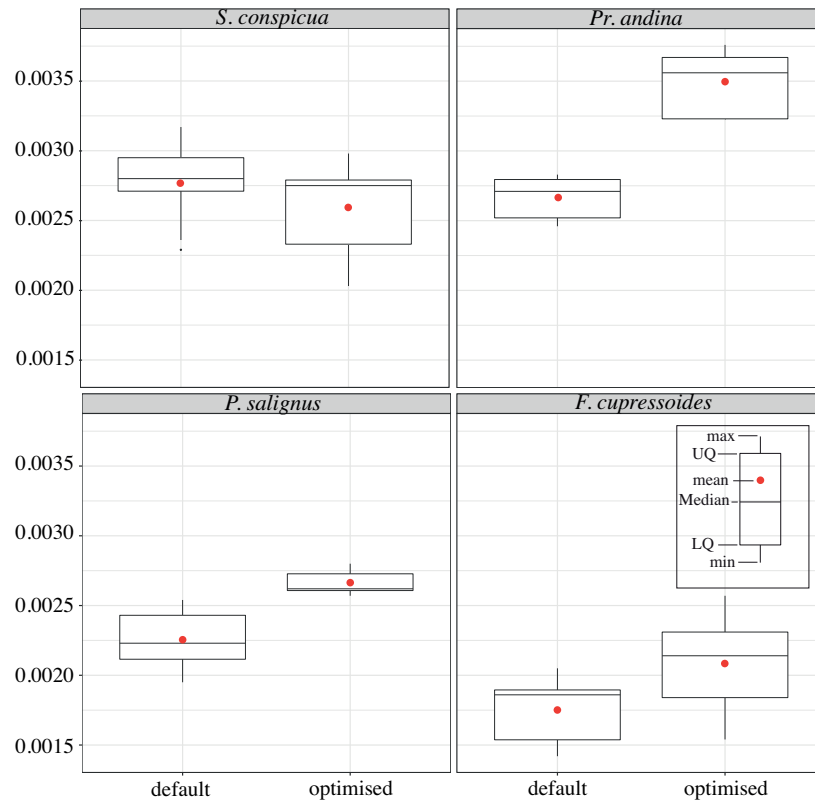 S. conspicua
Pr. andina
0.0035
0.0030
0.0025
0.0020
0.0015
P. salignus
F. cupressoides
0.0035
0.0030
0.0025
0.0020
0.0015
max
UQ
mean
Median
LQ
min
default
optimised
default
optimised